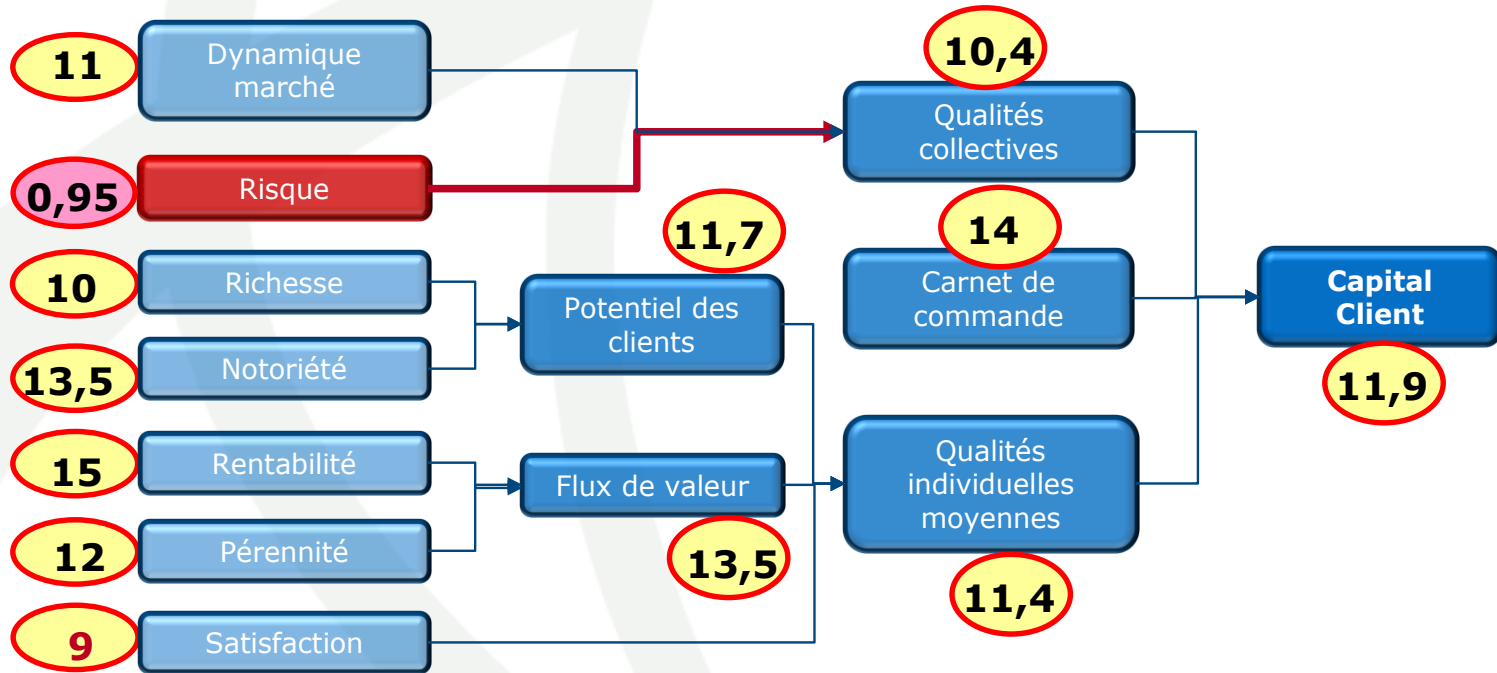 11
Dynamique
marché
10,4
Qualités
collectives
0,95
Risque
11,7
14
10
Richesse
Potentiel des
clients
Carnet de
commande
Capital
Client
13,5
Notoriété
11,9
15
Rentabilité
Flux de valeur
Qualités
individuelles
moyennes
12
Pérennité
13,5
11,4
9
Satisfaction